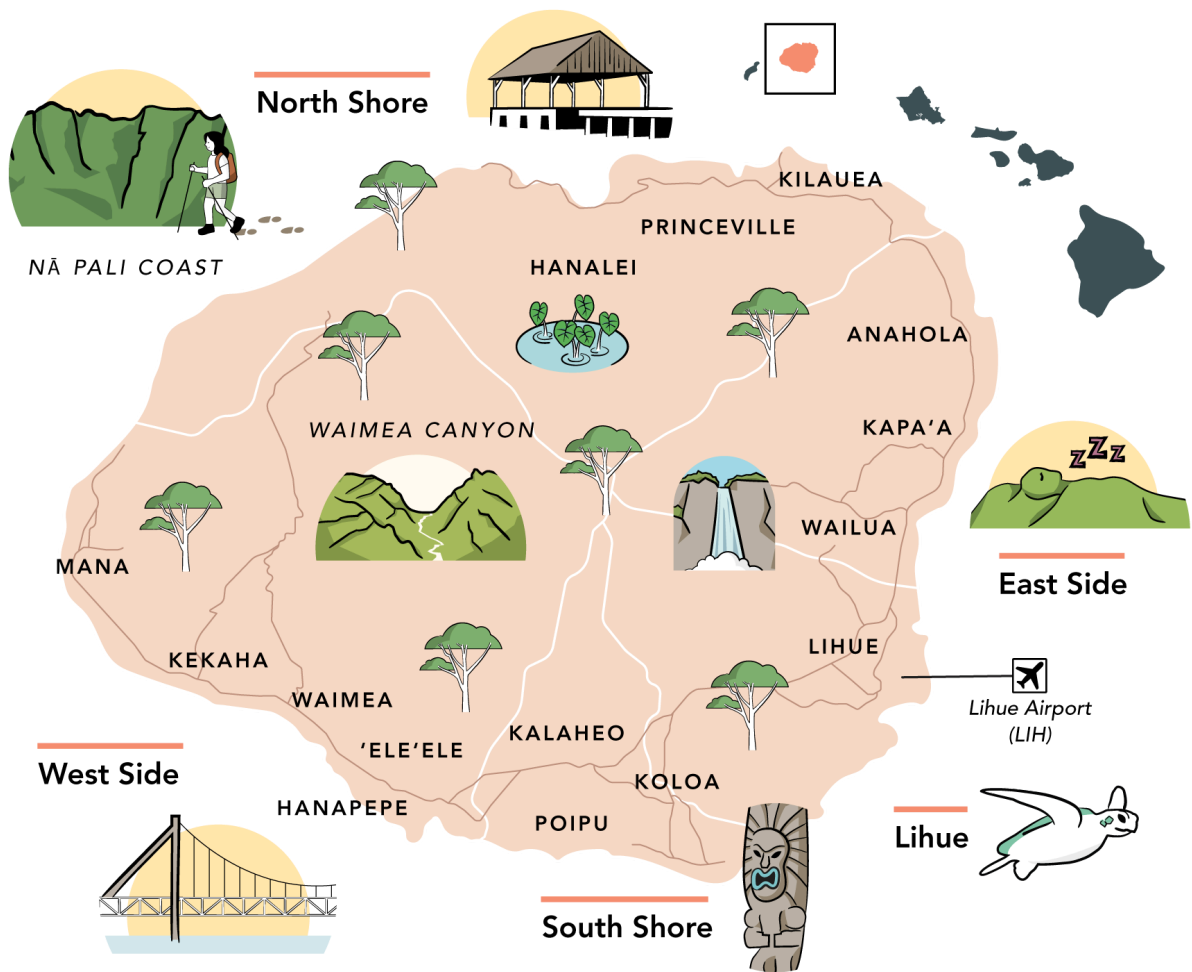 North Shore
KILAUEA
PRINCEVILLE
NĀ PALI COAST
HANALEI
ANAHOLA
WAIMEA CANYON
KAPA‘A
Z Z Z
WAILUA
MANA
East Side
LIHUE
KEKAHA
WAIMEA
Lihue Airport
(LIH)
KALAHEO
‘ELE‘ELE
West Side
KOLOA
HANAPEPE
POIPU
Lihue
South Shore